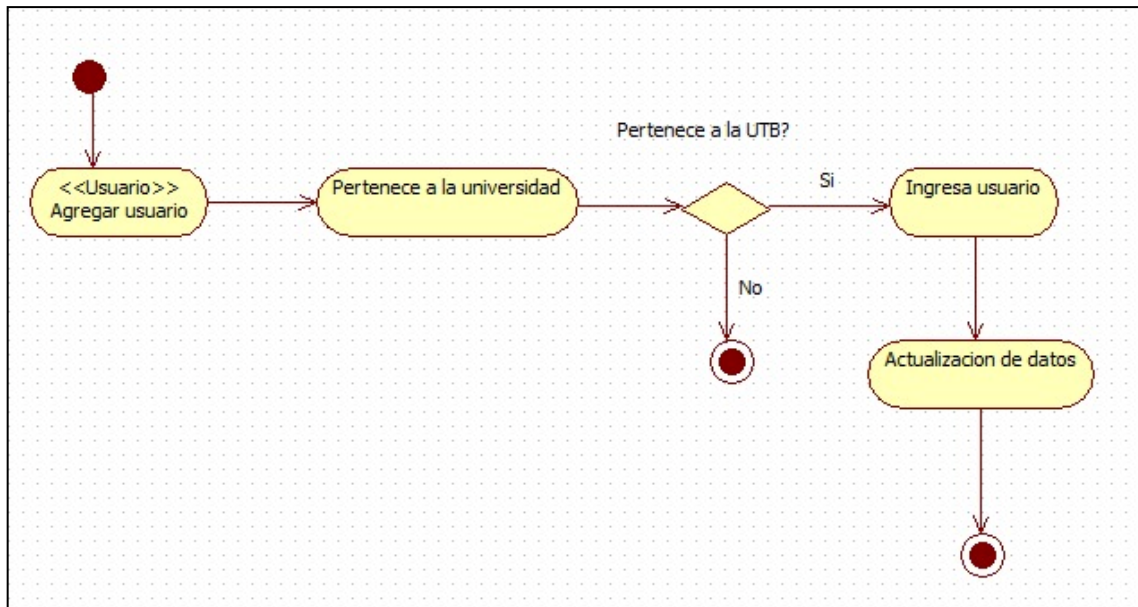 Pertenece a la UTB?
<<Usuario>>
Agregar usuario
Pertenece a la universidad
Si
Ingresa usuario
No
Actualizacion de datos